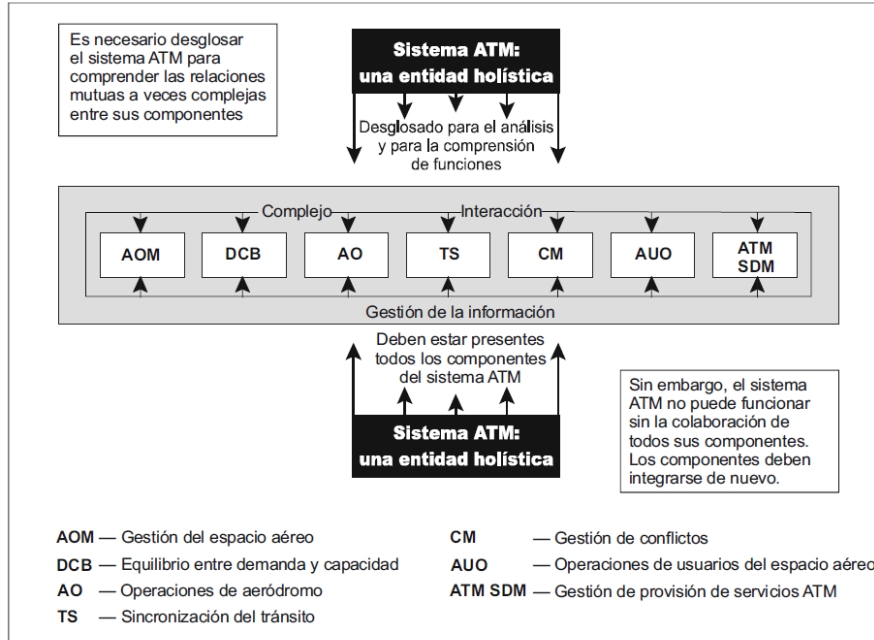 Es necesario desglosar
el sistema ATM para
comprender las relaciones
mutuas a veces complejas
entre sus componentes
Sistema ATM:
una entidad holística
Desglosado para el análisis
y para la comprensión
de funciones
Complejo
Interacción
AOM
DCB
AO
TS
CM
AUO
ATM
SDM
Gestión de la información
Deben estar presentes
todos los componentes
del sistema ATM
Sistema ATM:
una entidad holística
Sin embargo, el sistema
ATM no puede funcionar
sin la colaboración de
todos sus componentes.
Los componentes deben
integrarse de nuevo.
AOM — Gestión del espacio aéreo
DCB — Equilibrio entre demanda y capacidad
AO — Operaciones de aeródromo
TS — Sincronización del tránsito
CM — Gestión de conflictos
AUO — Operaciones de usuarios del espacio aéreo
ATM SDM — Gestión de provisión de servicios ATM